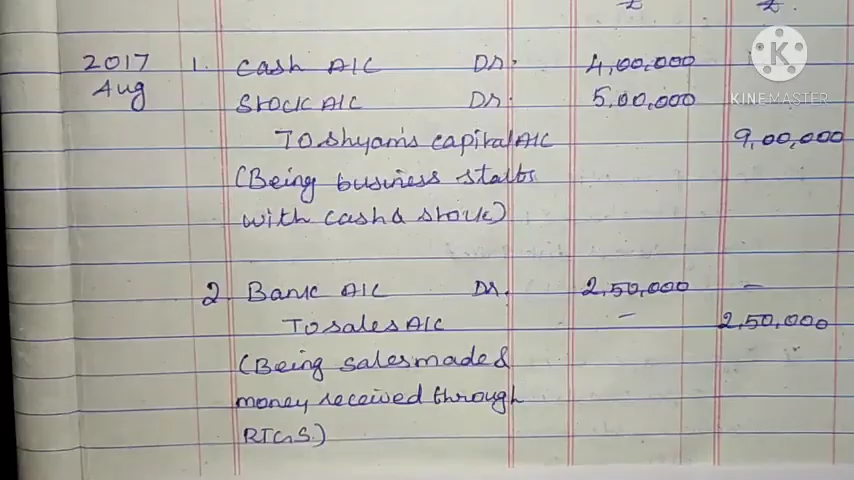 2017 1. Cash A/C Dr. 4,00,000
Aug Stock A/C Dr. 5,00,000
KINEMASTER
To Shyam's capital A/C 9,00,000
(Being business starts
with cash & stock)
2. Bank A/C Dr. 2,50,000 —
To sales A/C — 2,50,000
(Being sales made &
money received through
RTGS.)